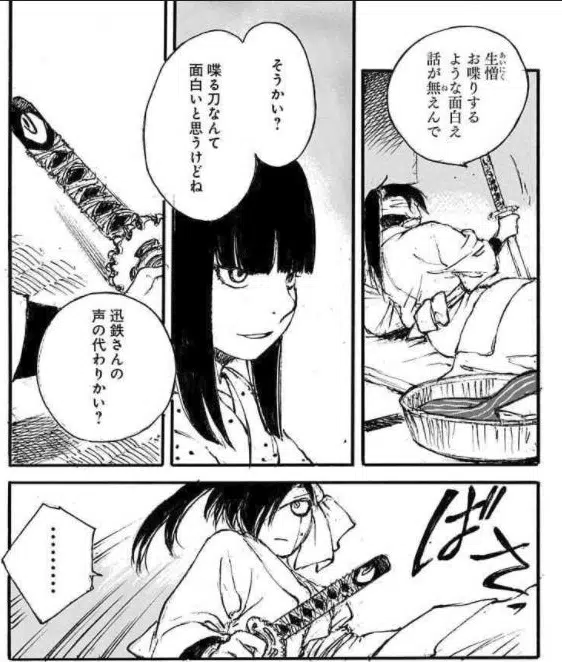 生憎
お喋りする
ような面白え
話が無えんで
そうかい?
喋る刀なんて
面白いと思うけどね
迅鉄さんの
声の代わりかい?
ばさ
………